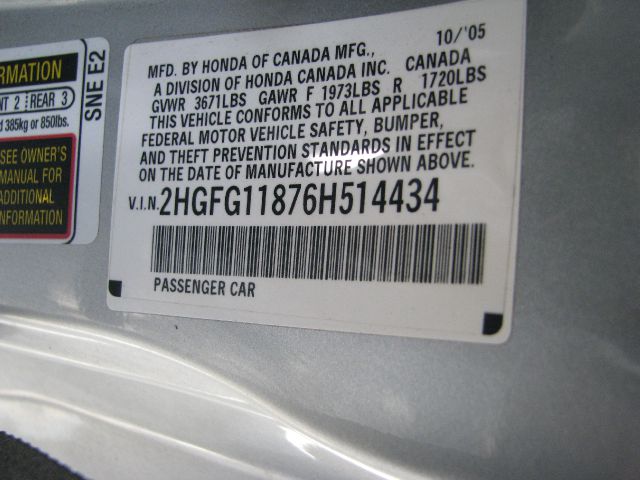 10/'05
MFD. BY HONDA OF CANADA MFG.,
A DIVISION OF HONDA CANADA INC. CANADA
GVWR 3671LBS GAWR F 1973LBS R 1720LBS
THIS VEHICLE CONFORMS TO ALL APPLICABLE
FEDERAL MOTOR VEHICLE SAFETY, BUMPER,
AND THEFT PREVENTION STANDARDS IN EFFECT
ON THE DATE OF MANUFACTURE SHOWN ABOVE.
V.I.N. 2HGFG11876H514434
PASSENGER CAR
RMATION
NT 2 REAR 3
d 385kg or 850lbs.
SEE OWNER'S
MANUAL FOR
ADDITIONAL
INFORMATION
SNE E2